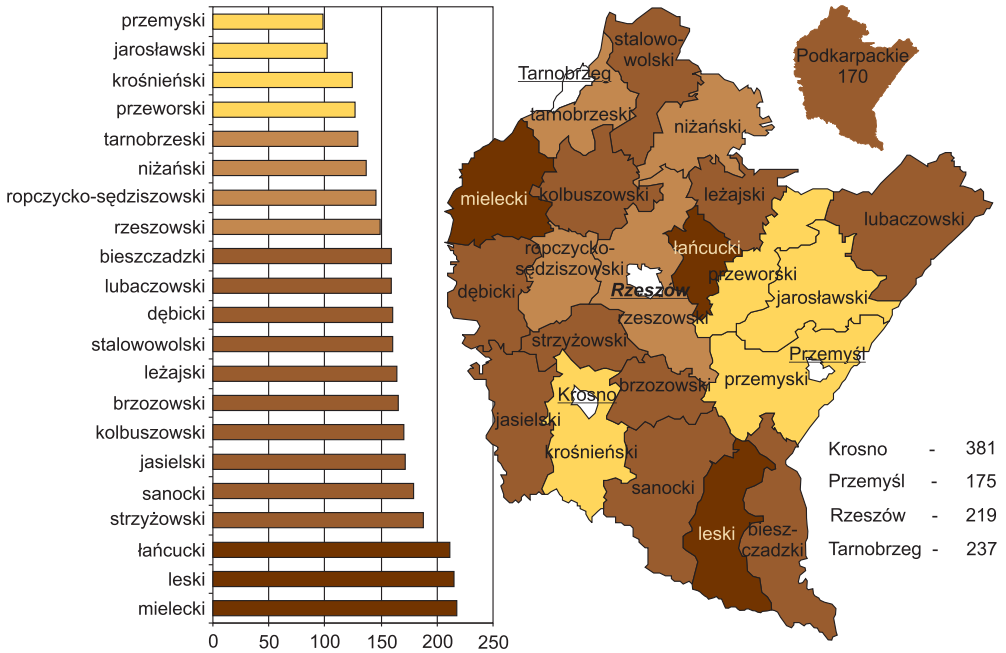 przemyski
jarosławski
krośnieński
przeworski
tarnobrzeski
niżański
ropczycko-sędziszowski
rzeszowski
bieszczadzki
lubaczowski
dębicki
stalowowolski
leżajski
brzozowski
kolbuszowski
jasielski
sanocki
strzyżowski
łańcucki
leski
mielecki
0 50 100 150 200 250
stalowo-
wolski
Tarnobrzeg
tarnobrzeski
niżański
mielecki
kolbuszowski
leżajski
lubaczowski
łańcucki
ropczycko-
sędziszowski
przeworski
dębicki
Rzeszów
jarosławski
rzeszowski
strzyżowski
Przemyśl
przemyski
brzozowski
Krosno
jasielski
krośnieński
sanocki
leski
biesz-
czadzki
Podkarpackie
170
Krosno - 381
Przemyśl - 175
Rzeszów - 219
Tarnobrzeg - 237